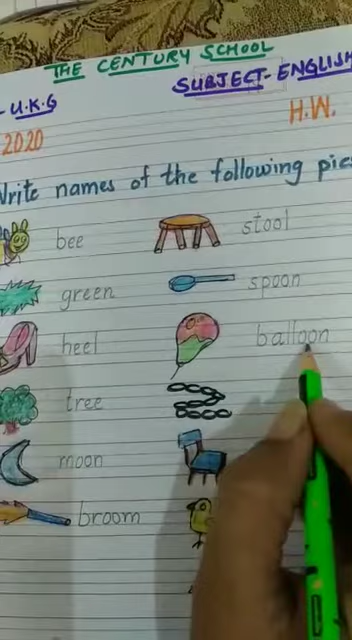 THE CENTURY SCHOOL
U.K.G SUBJECT-ENGLISH
2020 H.W.
Write names of the following pics
bee stool
green spoon
heel balloon
tree
moon
broom